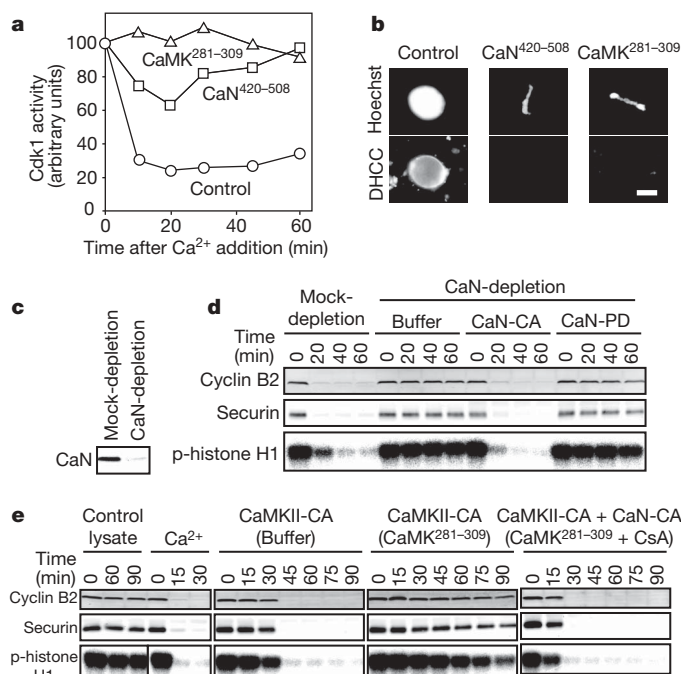 a
Cdk1 activity
(arbitrary units)
100
80
60
40
20
0
CaMK281–309
CaN420–508
Control
0 20 40 60
Time after Ca2+ addition (min)
b
Control CaN420–508 CaMK281–309
Hoechst
DHCC
c
Mock-depletion
CaN-depletion
CaN
d
Mock-depletion
CaN-depletion
Buffer CaN-CA CaN-PD
Time
(min)
0 20 40 60 0 20 40 60 0 20 40 60 0 20 40 60
Cyclin B2
Securin
p-histone H1
e
Control
lysate
Ca2+
CaMKII-CA
(Buffer)
CaMKII-CA
(CaMK281–309)
CaMKII-CA + CaN-CA
(CaMK281–309 + CsA)
Time
(min)
0 60 90 0 15 30 0 15 30 45 60 75 90 0 15 30 45 60 75 90 0 15 30 45 60 75 90
Cyclin B2
Securin
p-histone
H1